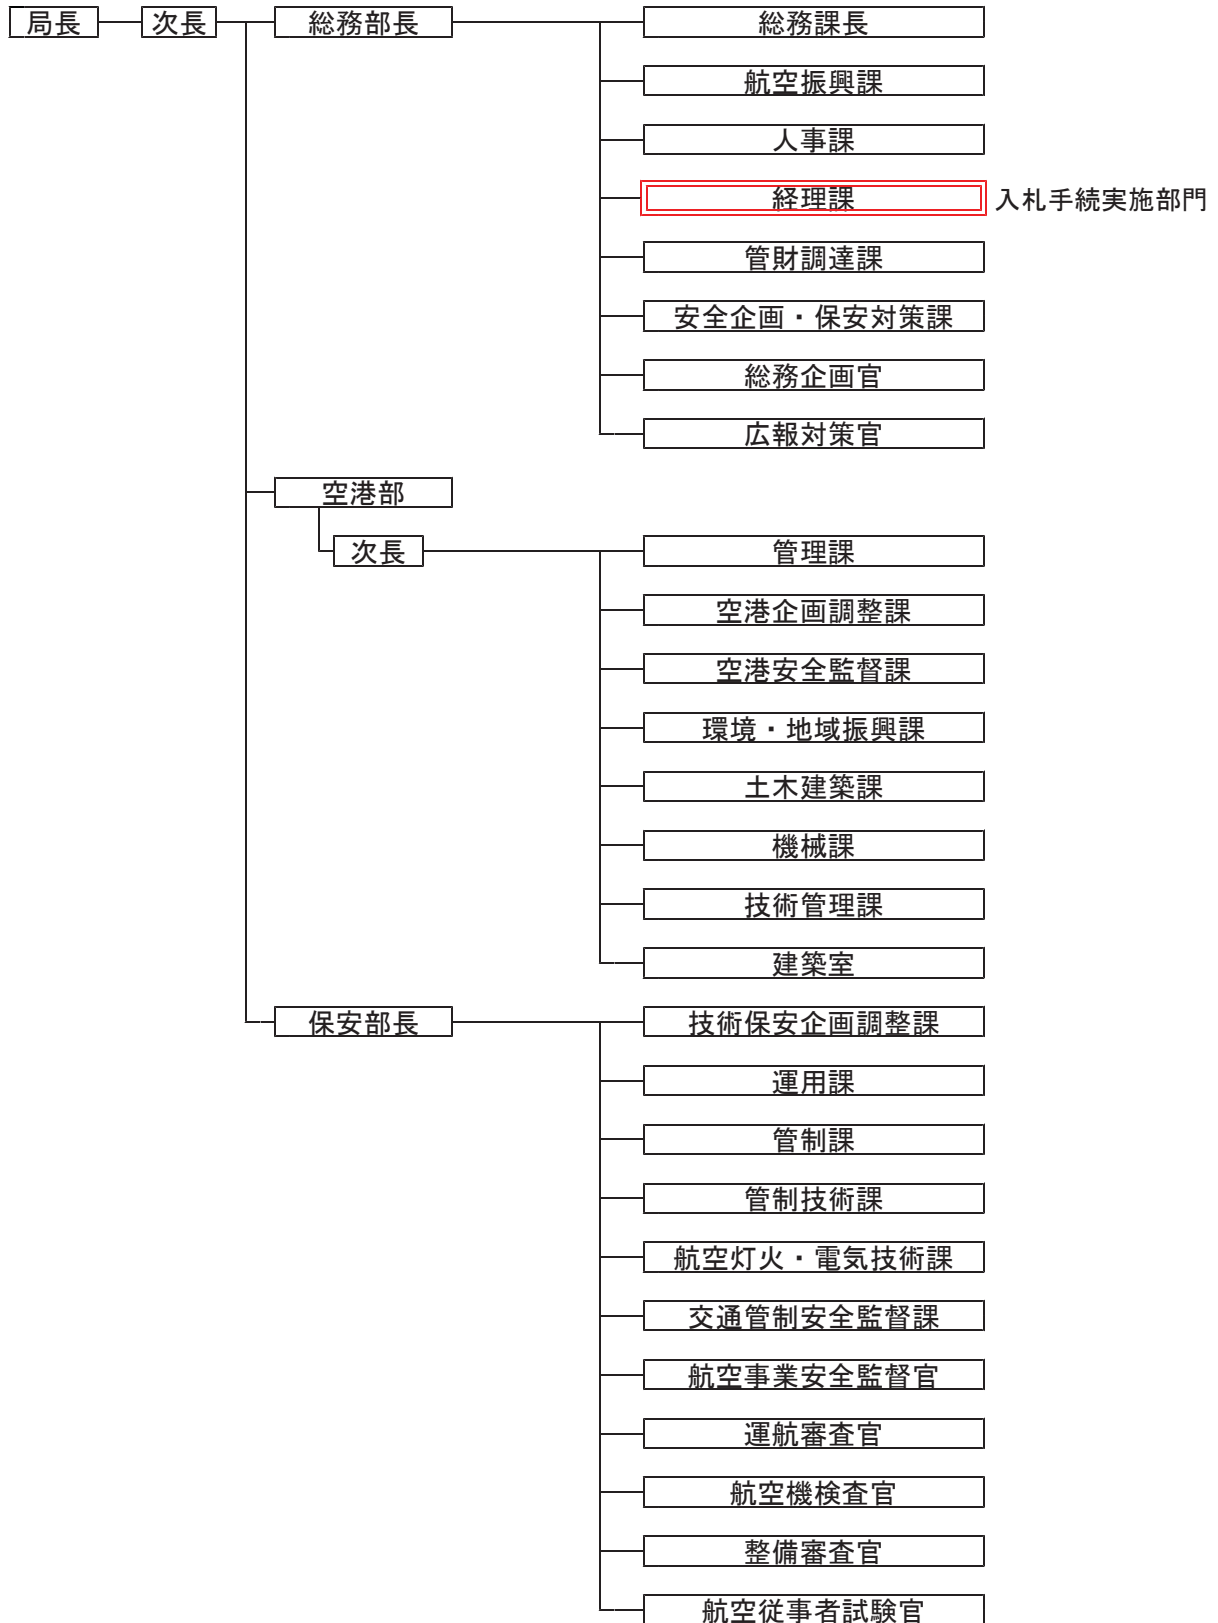 局長
次長
総務部長
総務課長
航空振興課
人事課
経理課
入札手続実施部門
管財調達課
安全企画・保安対策課
総務企画官
広報対策官
空港部
次長
管理課
空港企画調整課
空港安全監督課
環境・地域振興課
土木建築課
機械課
技術管理課
建築室
保安部長
技術保安企画調整課
運用課
管制課
管制技術課
航空灯火・電気技術課
交通管制安全監督課
航空事業安全監督官
運航審査官
航空機検査官
整備審査官
航空従事者試験官